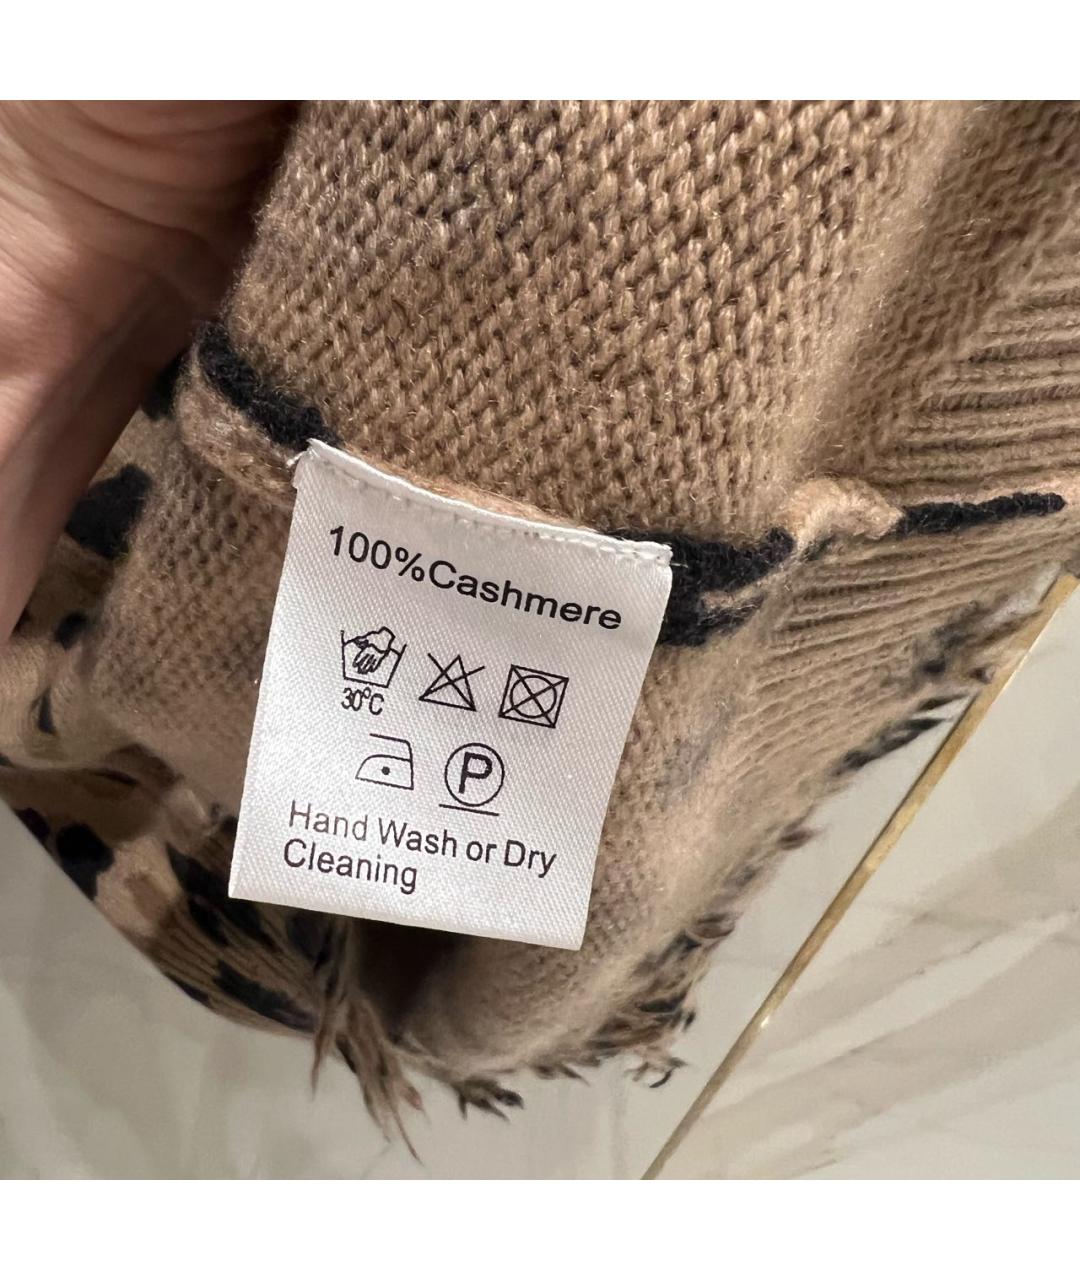 100%Cashmere
30°C
P
Hand Wash or Dry
Cleaning